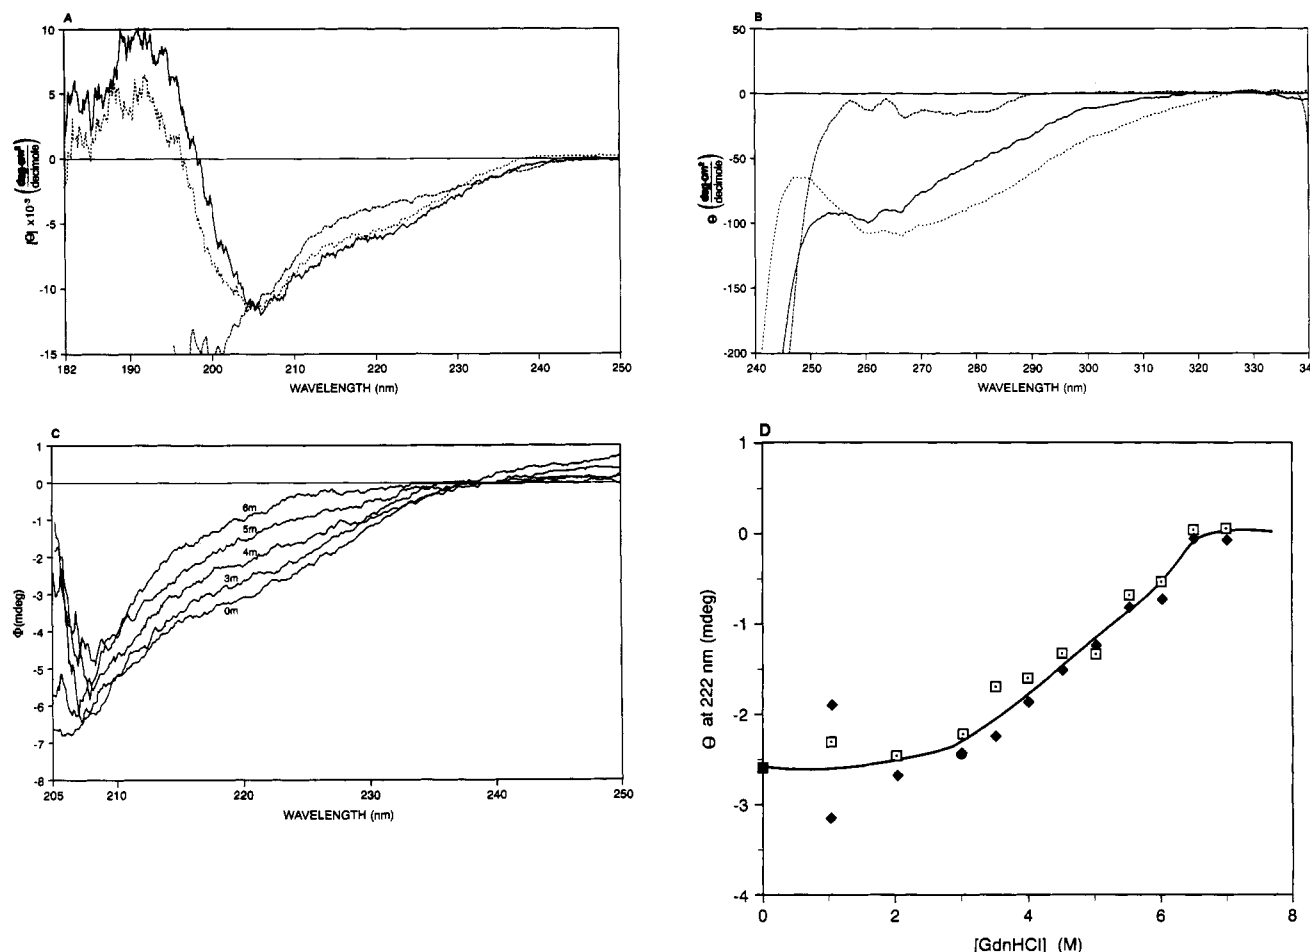 A
10
5
0
-5
-10
-15
[Θ] ×10⁻³ (deg·cm² / decimole)
182 190 200 210 220 230 240 250
WAVELENGTH (nm)
B
50
0
-50
-100
-150
-200
Θ (deg·cm² / decimole)
240 250 260 270 280 290 300 310 320 330 34
WAVELENGTH (nm)
C
1
0
-1
-2
-3
-4
-5
-6
-7
-8
Φ (mdeg)
6m
5m
4m
3m
0m
205 210 220 230 240 250
WAVELENGTH (nm)
D
1
0
-1
-2
-3
-4
Θ at 222 nm (mdeg)
0 2 4 6 8
[GdnHCl] (M)